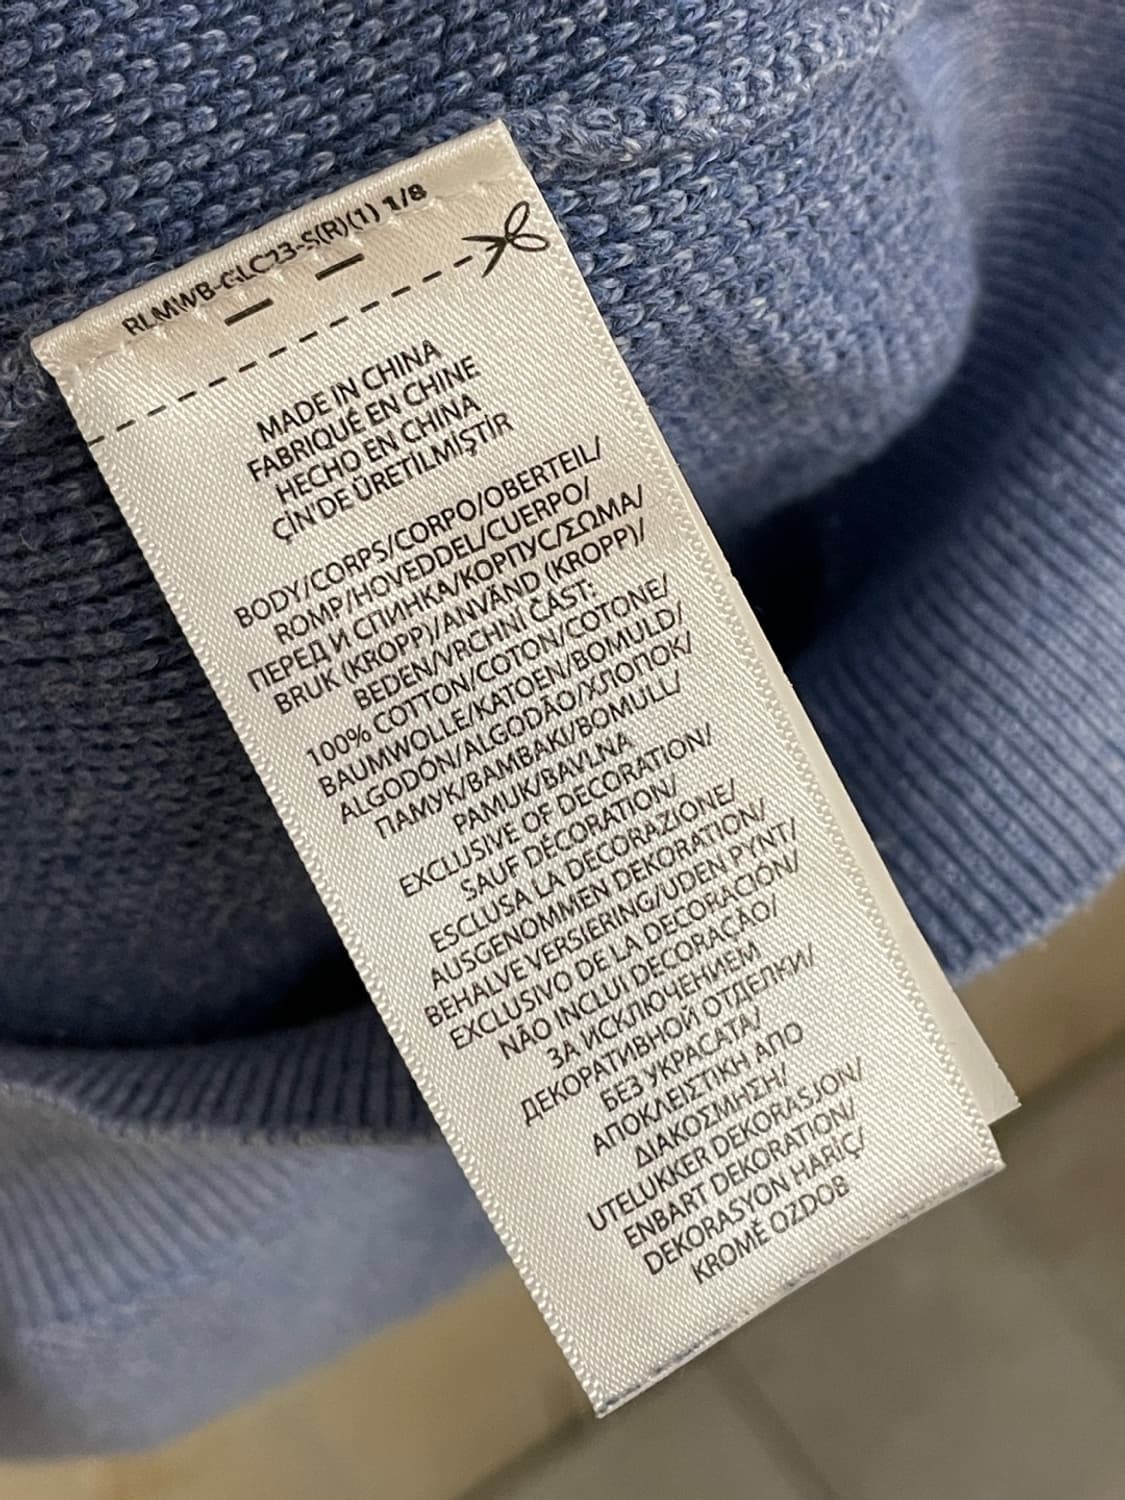 RLMWB-GLC23-S(R)(1) 1/8
MADE IN CHINA
FABRIQUÉ EN CHINE
HECHO EN CHINA
ÇİN'DE ÜRETILMİŞTİR
BODY/CORPS/CORPO/OBERTEIL/
ROMP/HOVEDDEL/CUERPO/
ПЕРЕД И СПИНКА/КОРПУС/ΣΩΜΑ/
BRUK (KROPP)/ANVÄND (KROPP)/
BEDEN/VRCHNÍ ČÁST:
100% COTTON/COTON/COTONE/
BAUMWOLLE/KATOEN/BOMULD/
ALGODÓN/ALGODÃO/ХЛОПОК/
ПАМУК/BAMBAKI/BOMULL/
PAMUK/BAVLNA
EXCLUSIVE OF DECORATION/
SAUF DÉCORATION/
ESCLUSA LA DECORAZIONE/
AUSGENOMMEN DEKORATION/
BEHALVE VERSIERING/UDEN PYNT/
EXCLUSIVO DE LA DECORACIÓN/
NÃO INCLUI DECORAÇÃO/
ЗА ИСКЛЮЧЕНИЕМ
ДЕКОРАТИВНОЙ ОТДЕЛКИ/
БЕЗ УКРАСАТА/
ΑΠΟΚΛΕΙΣΤΙΚΗ ΑΠΟ
ΔΙΑΚΟΣΜΗΣΗ/
UTELUKKER DEKORASJON/
ENBART DEKORATION/
DEKORASYON HARİÇ/
KROMĚ OZDOB